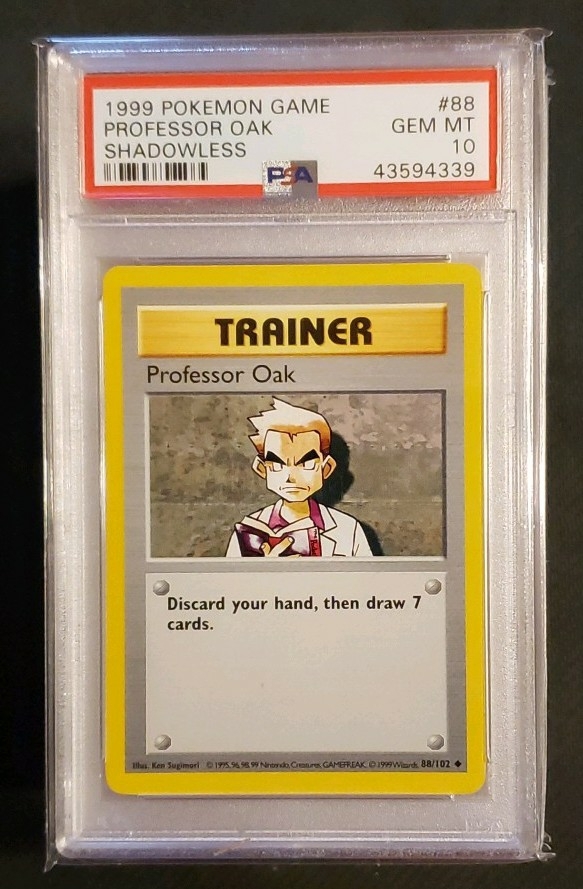 1999 POKEMON GAME #88
PROFESSOR OAK GEM MT
SHADOWLESS 10
PSA 43594339
TRAINER
Professor Oak
Discard your hand, then draw 7
cards.
Illus. Ken Sugimori © 1995, 96, 98, 99 Nintendo, Creatures, GAMEFREAK. © 1999 Wizards. 88/102